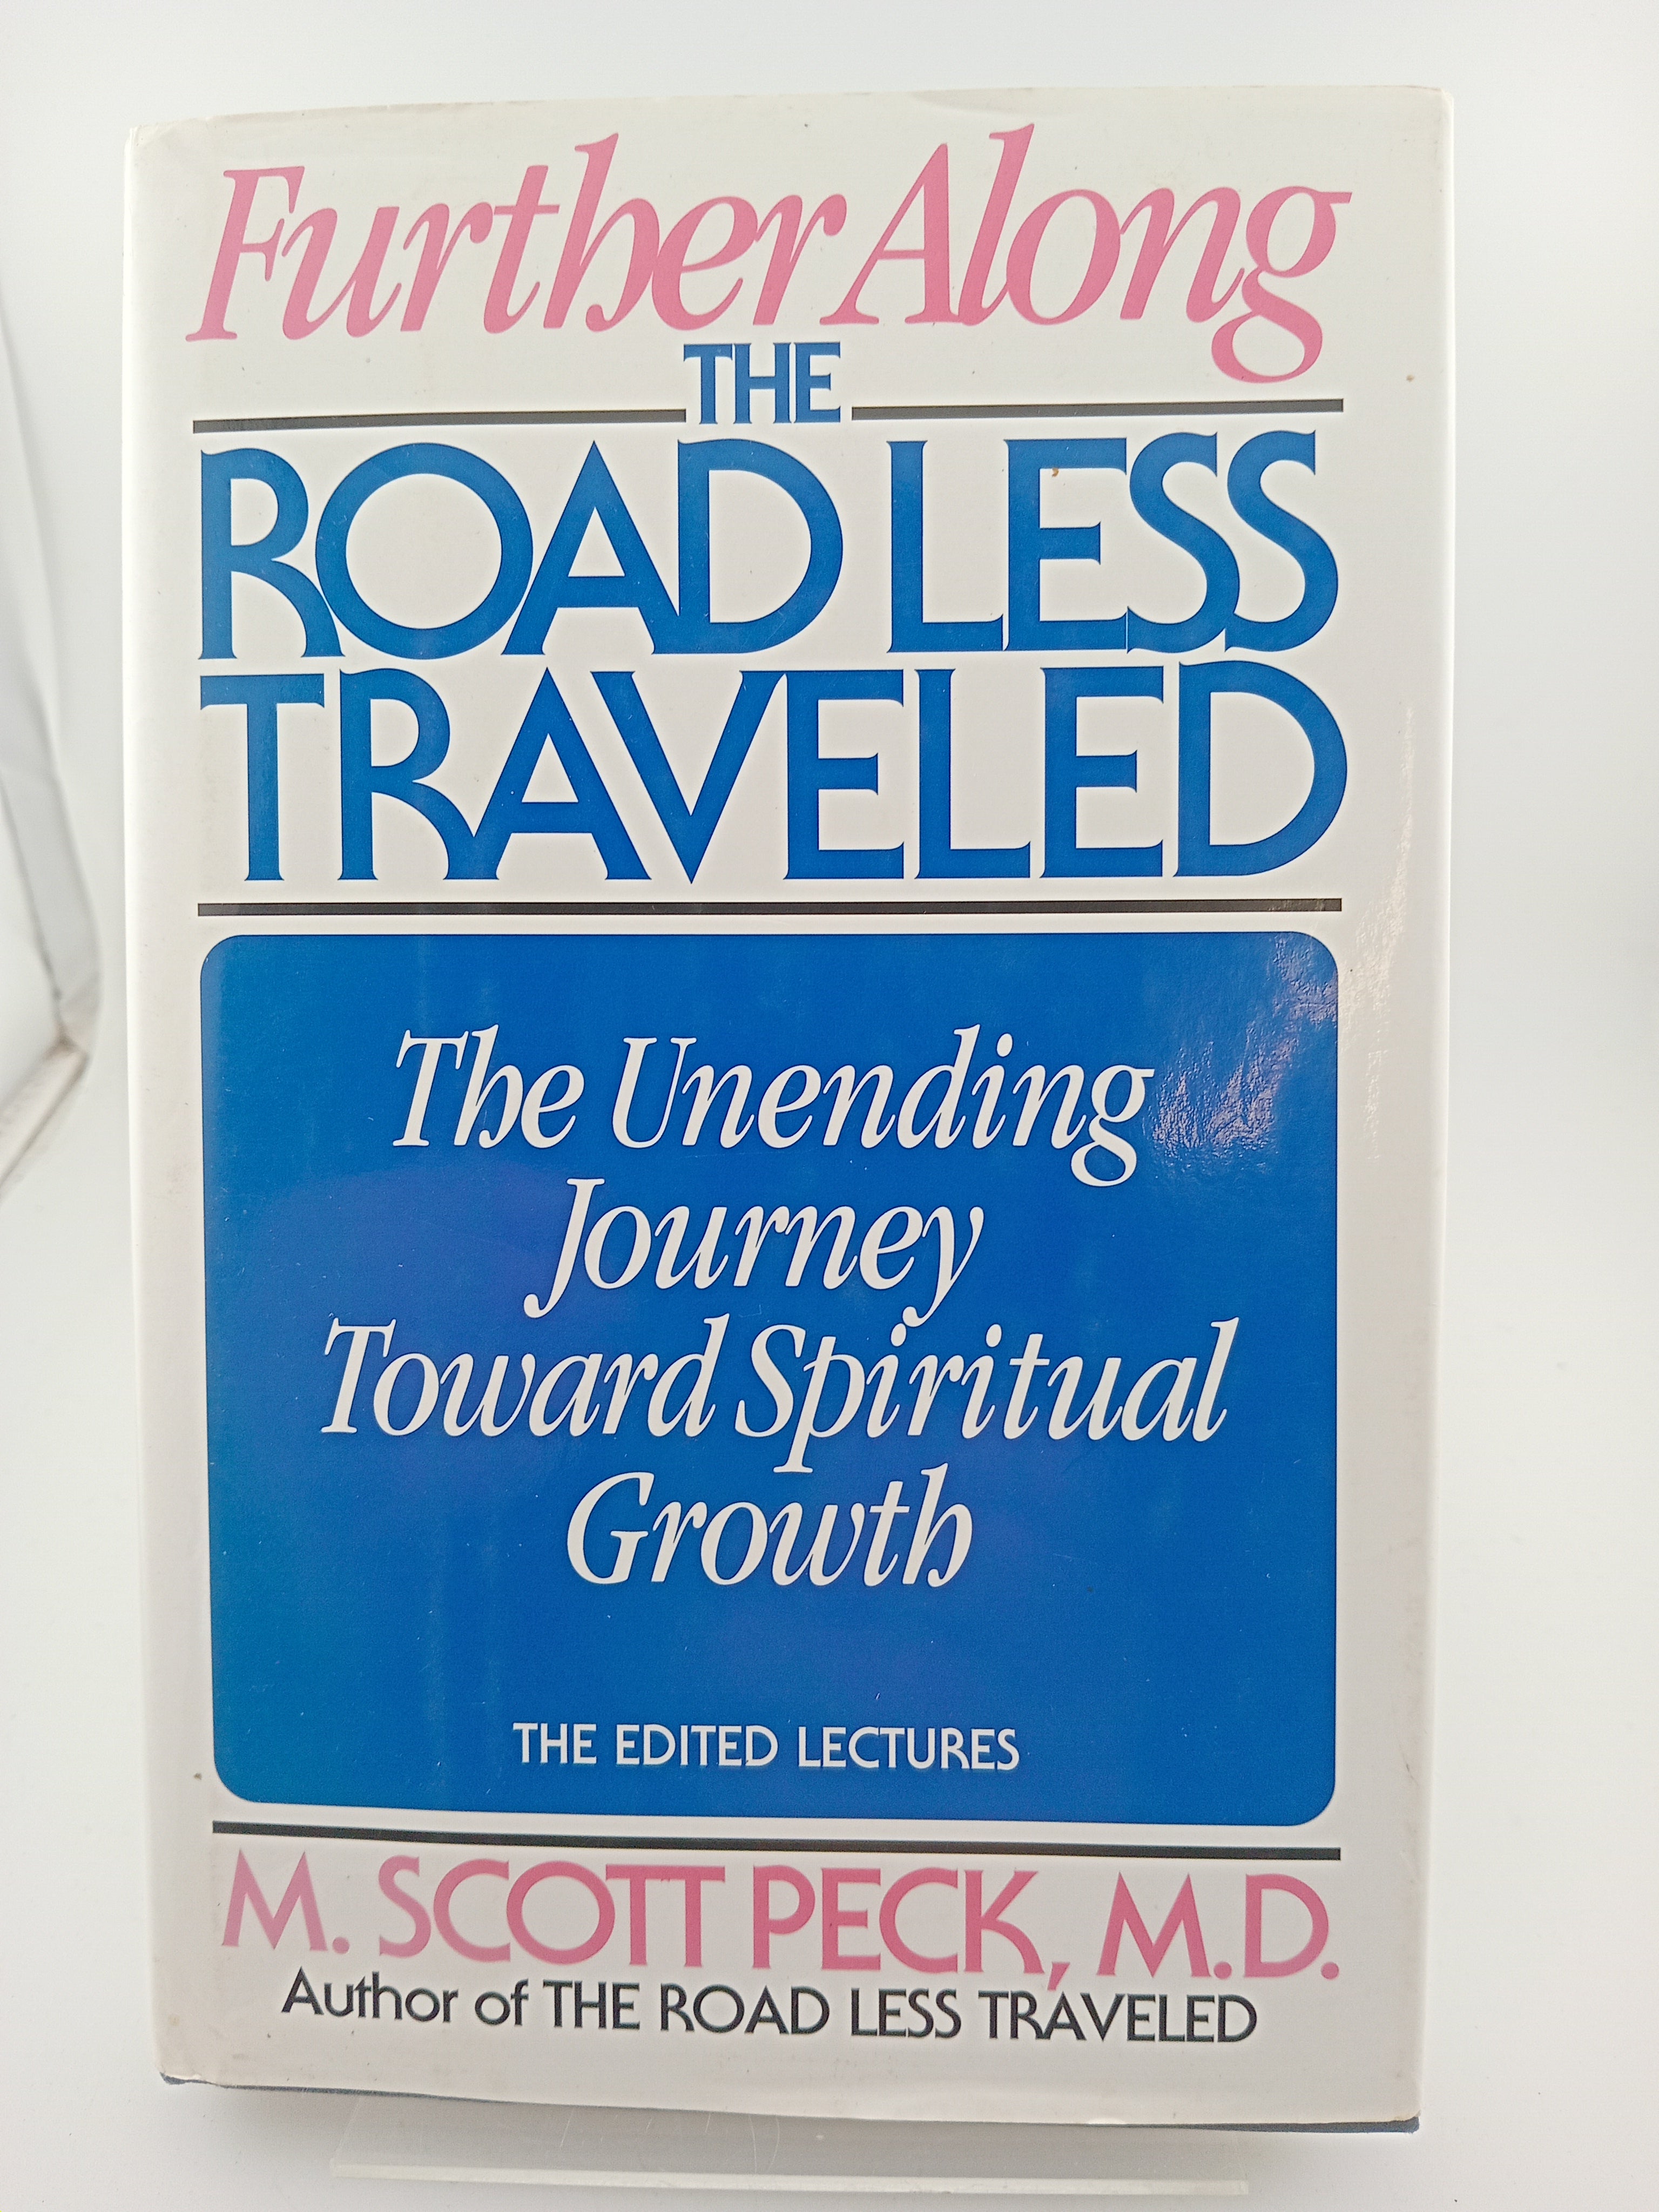 Further Along
THE
ROAD LESS
TRAVELED
The Unending
Journey
Toward Spiritual
Growth
THE EDITED LECTURES
M. SCOTT PECK, M.D.
Author of THE ROAD LESS TRAVELED